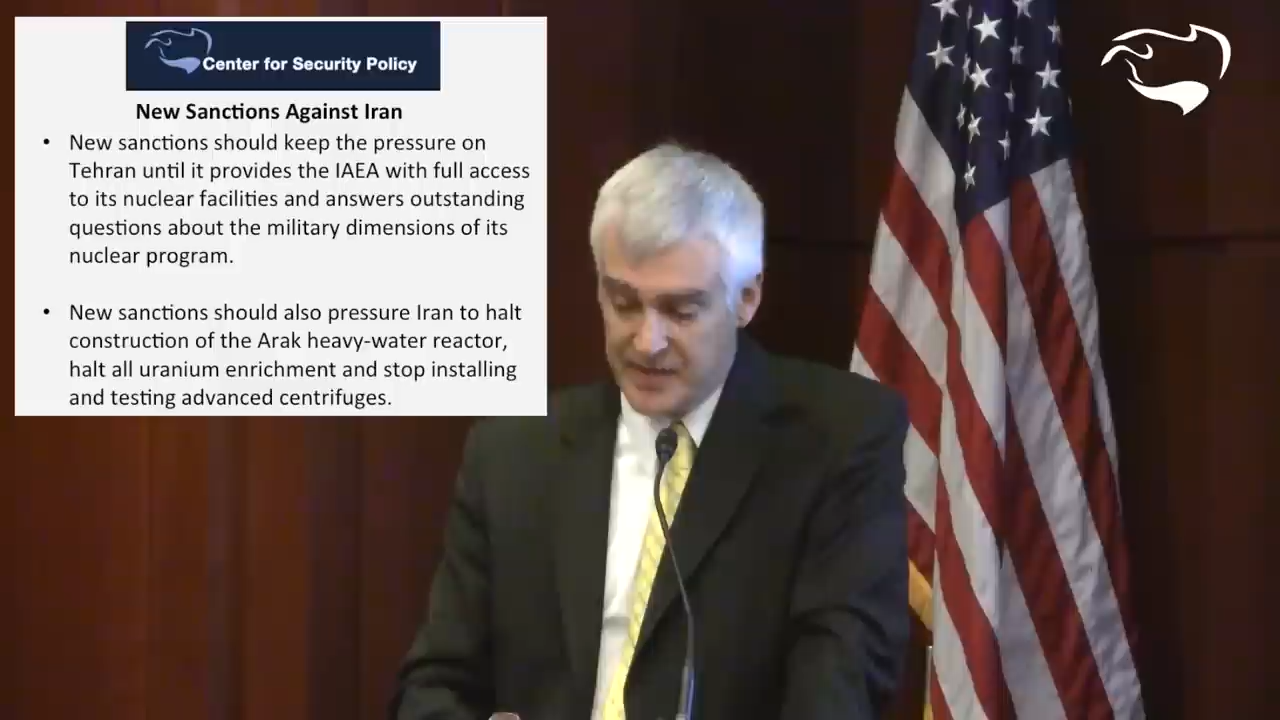 Center for Security Policy
New Sanctions Against Iran
• New sanctions should keep the pressure on
Tehran until it provides the IAEA with full access
to its nuclear facilities and answers outstanding
questions about the military dimensions of its
nuclear program.
• New sanctions should also pressure Iran to halt
construction of the Arak heavy-water reactor,
halt all uranium enrichment and stop installing
and testing advanced centrifuges.